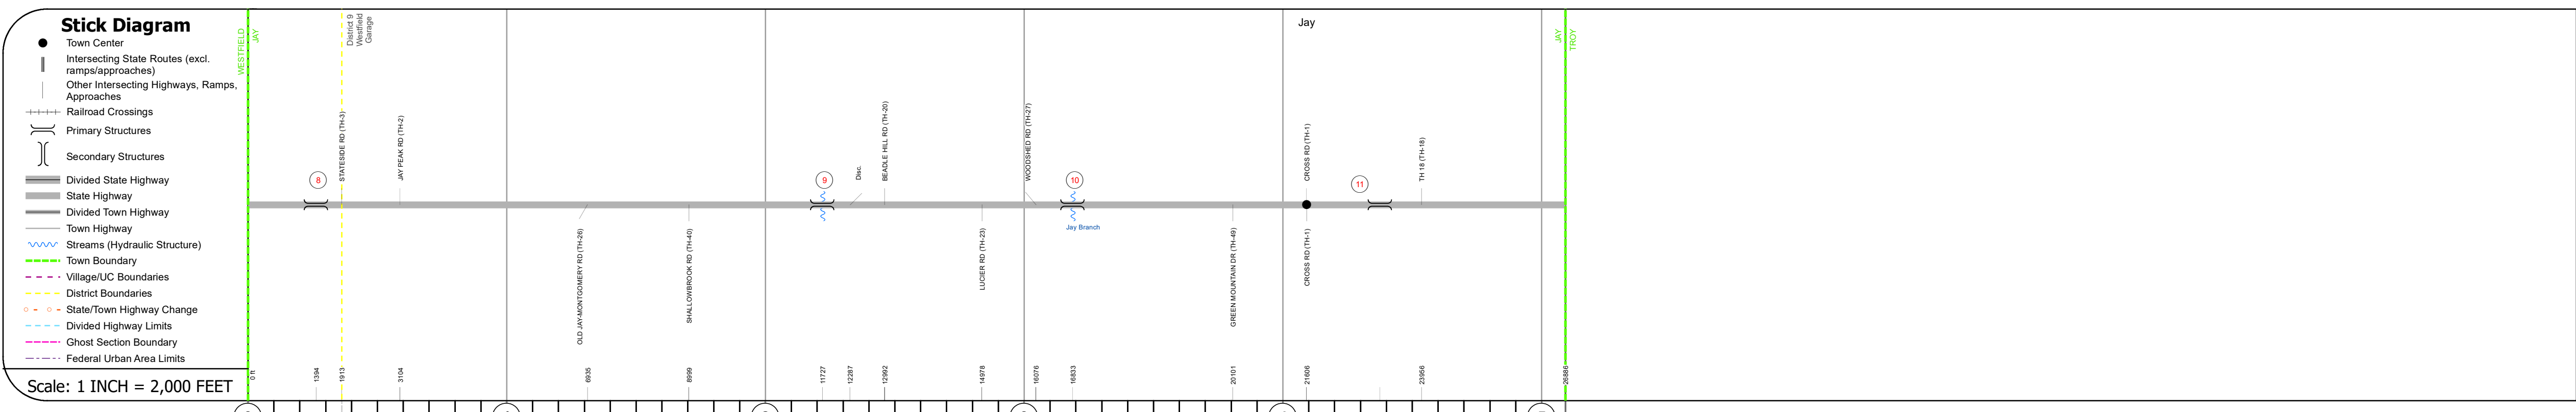 Stick Diagram
Town Center
Intersecting State Routes (excl.
ramps/approaches)
Other Intersecting Highways, Ramps,
Approaches
Railroad Crossings
Primary Structures
Secondary Structures
Divided State Highway
State Highway
Divided Town Highway
Town Highway
Streams (Hydraulic Structure)
Town Boundary
Village/UC Boundaries
District Boundaries
State/Town Highway Change
Divided Highway Limits
Ghost Section Boundary
Federal Urban Area Limits
Scale: 1 INCH = 2,000 FEET
WESTFIELD
JAY
District 9
Westfield
Garage
Jay
JAY
TROY
8
STATESIDE RD (TH-3)
JAY PEAK RD (TH-2)
9
Disc.
BEADLE HILL RD (TH-20)
WOODSHED RD (TH-27)
10
CROSS RD (TH-1)
11
TH 18 (TH-18)
OLD JAY-MONTGOMERY RD (TH-26)
SHALLOWBROOK RD (TH-40)
LUCIER RD (TH-23)
Jay Branch
GREEN MOUNTAIN DR (TH-49)
CROSS RD (TH-1)
0 ft
1394
1913
3104
6935
8999
11727
12287
12992
14978
16076
16833
20101
21606
23956
26886